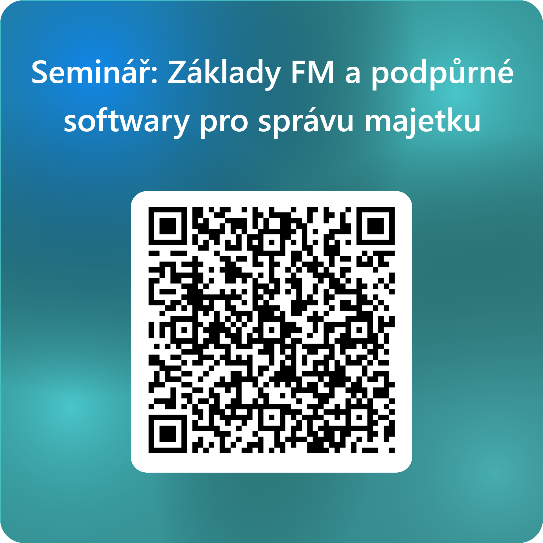 Seminář: Základy FM a podpůrné
softwary pro správu majetku